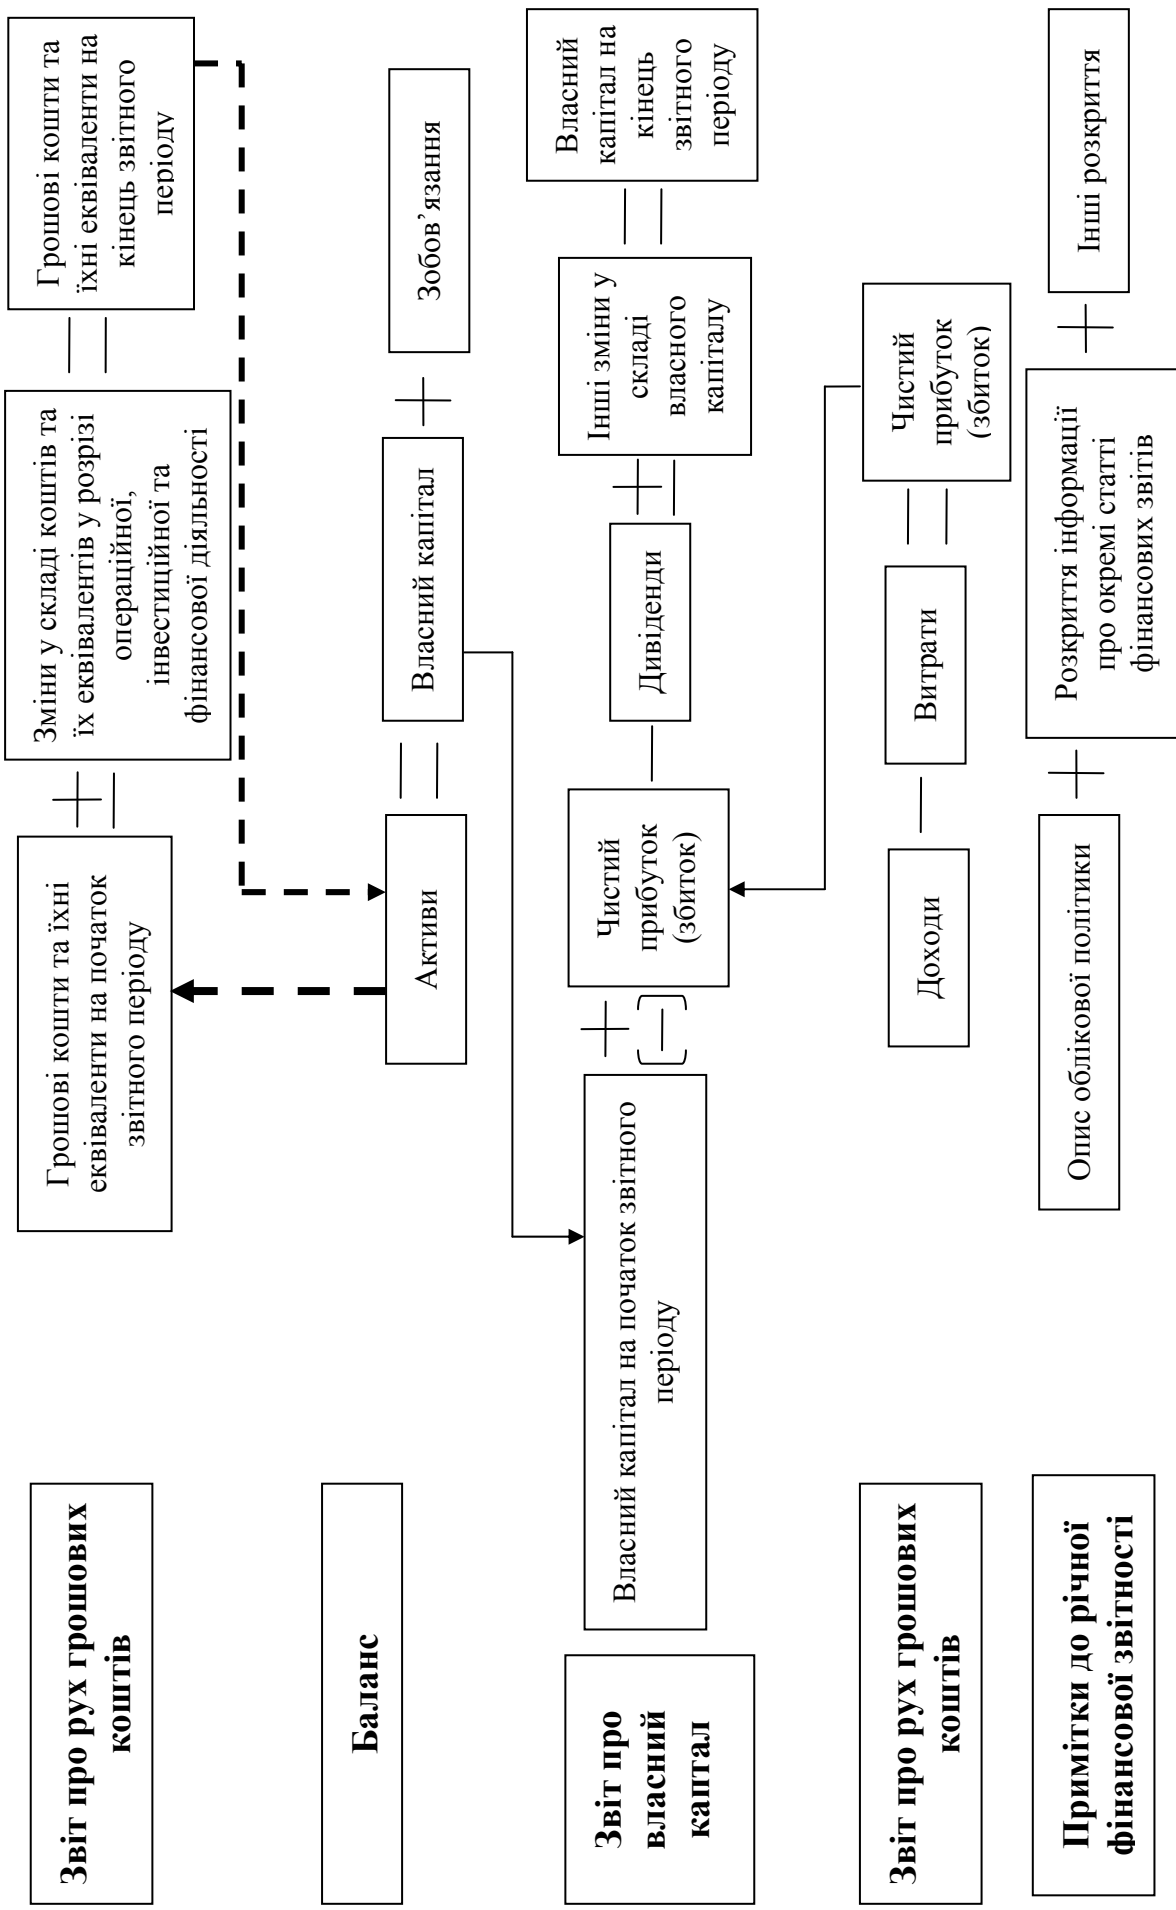 Звіт про рух грошових
коштів
Грошові кошти та їхні
еквіваленти на початок
звітного періоду
+
Зміни у складі коштів та
їх еквівалентів у розрізі
операційної,
інвестиційної та
фінансової діяльності
=
Грошові кошти та
їхні еквіваленти на
кінець звітного
періоду
Баланс
Активи
=
Власний капітал
+
Зобов’язання
Звіт про
власний
каптал
Власний капітал на початок звітного
періоду
+
(–)
Чистий
прибуток
(збиток)
–
Дивіденди
+
Інші зміни у
складі
власного
капіталу
=
Власний
капітал на
кінець
звітного
періоду
Звіт про рух грошових
коштів
Доходи
–
Витрати
=
Чистий
прибуток
(збиток)
Примітки до річної
фінансової звітності
Опис облікової політики
+
Розкриття інформації
про окремі статті
фінансових звітів
+
Інші розкриття